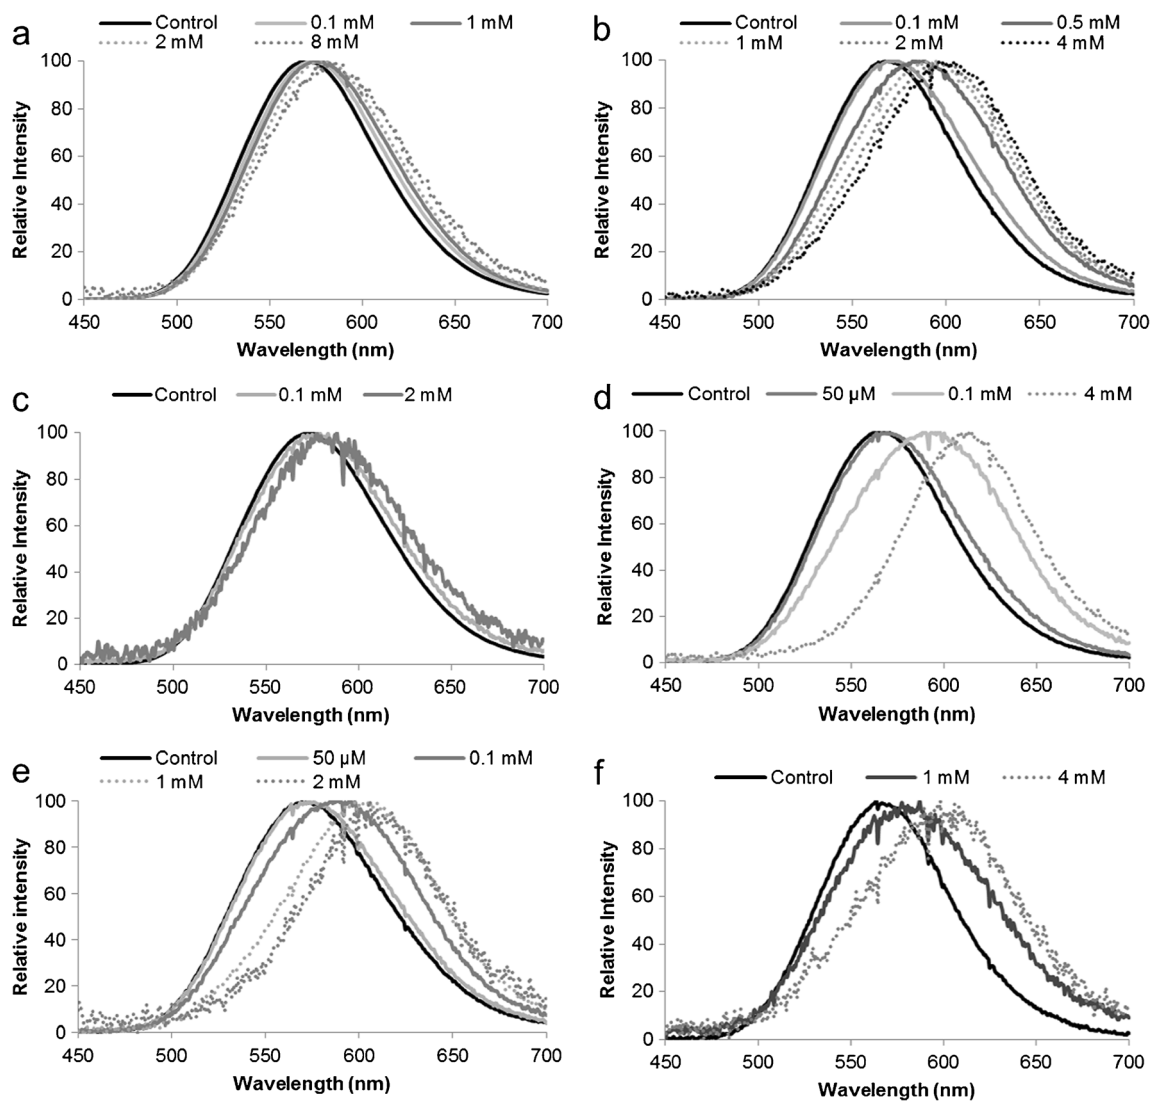 a
Control 0.1 mM 1 mM
2 mM 8 mM
100
80
60
40
20
0
450 500 550 600 650 700
Relative Intensity
Wavelength (nm)
b
Control 0.1 mM 0.5 mM
1 mM 2 mM 4 mM
100
80
60
40
20
0
450 500 550 600 650 700
Relative Intensity
Wavelength (nm)
c
Control 0.1 mM 2 mM
100
80
60
40
20
0
450 500 550 600 650 700
Relative Intensity
Wavelength (nm)
d
Control 50 µM 0.1 mM 4 mM
100
80
60
40
20
0
450 500 550 600 650 700
Relative Intensity
Wavelength (nm)
e
Control 50 µM 0.1 mM
1 mM 2 mM
100
80
60
40
20
0
450 500 550 600 650 700
Relative intensity
Wavelength (nm)
f
Control 1 mM 4 mM
100
80
60
40
20
0
450 500 550 600 650 700
Relative Intensity
Wavelength (nm)